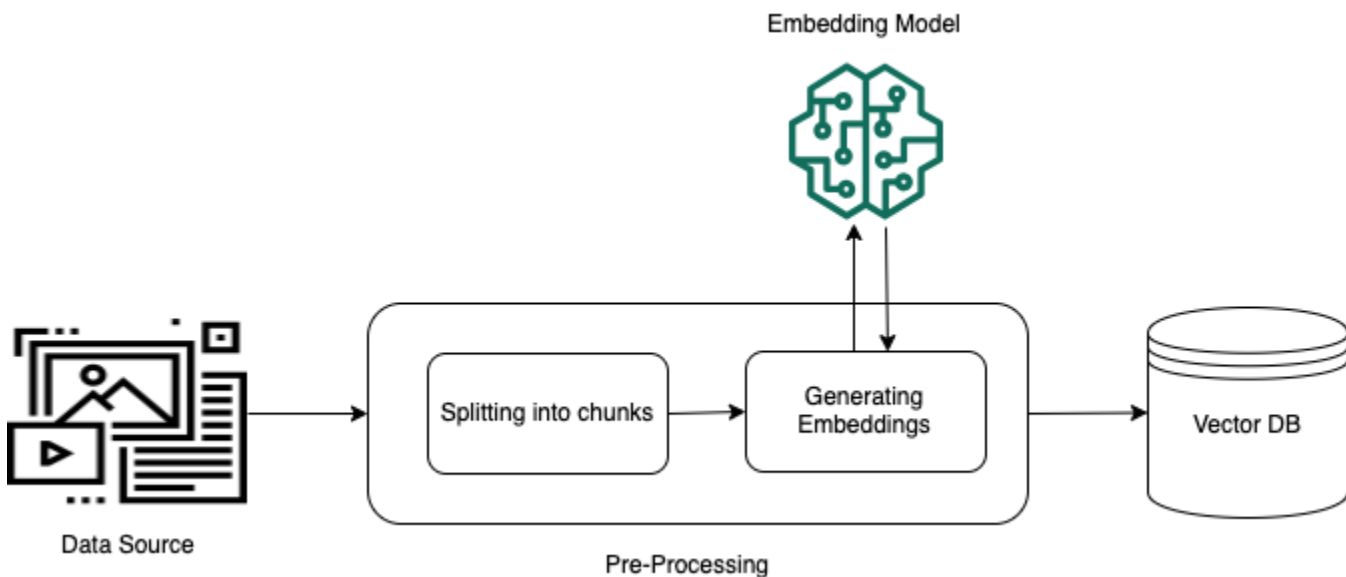 Embedding Model
Splitting into chunks
Generating
Embeddings
Vector DB
Data Source
Pre-Processing